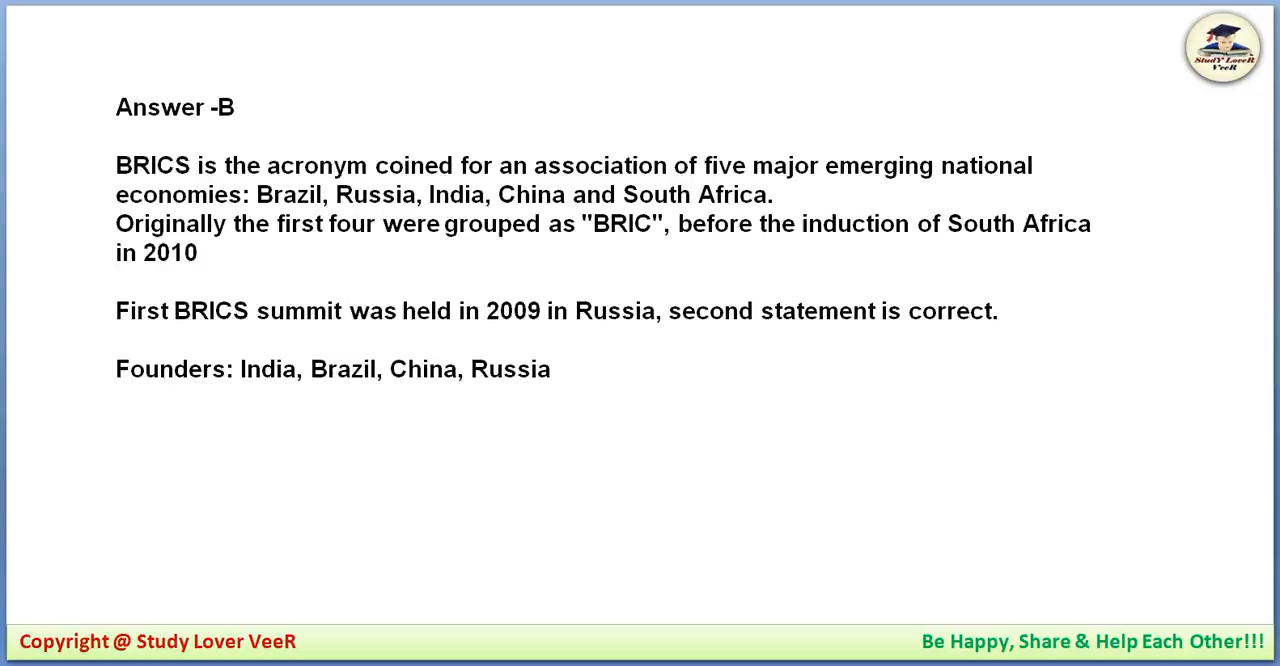 StudY LoveR
VeeR
Answer -B
BRICS is the acronym coined for an association of five major emerging national
economies: Brazil, Russia, India, China and South Africa.
Originally the first four were grouped as "BRIC", before the induction of South Africa
in 2010
First BRICS summit was held in 2009 in Russia, second statement is correct.
Founders: India, Brazil, China, Russia
Copyright @ Study Lover VeeR
Be Happy, Share & Help Each Other!!!